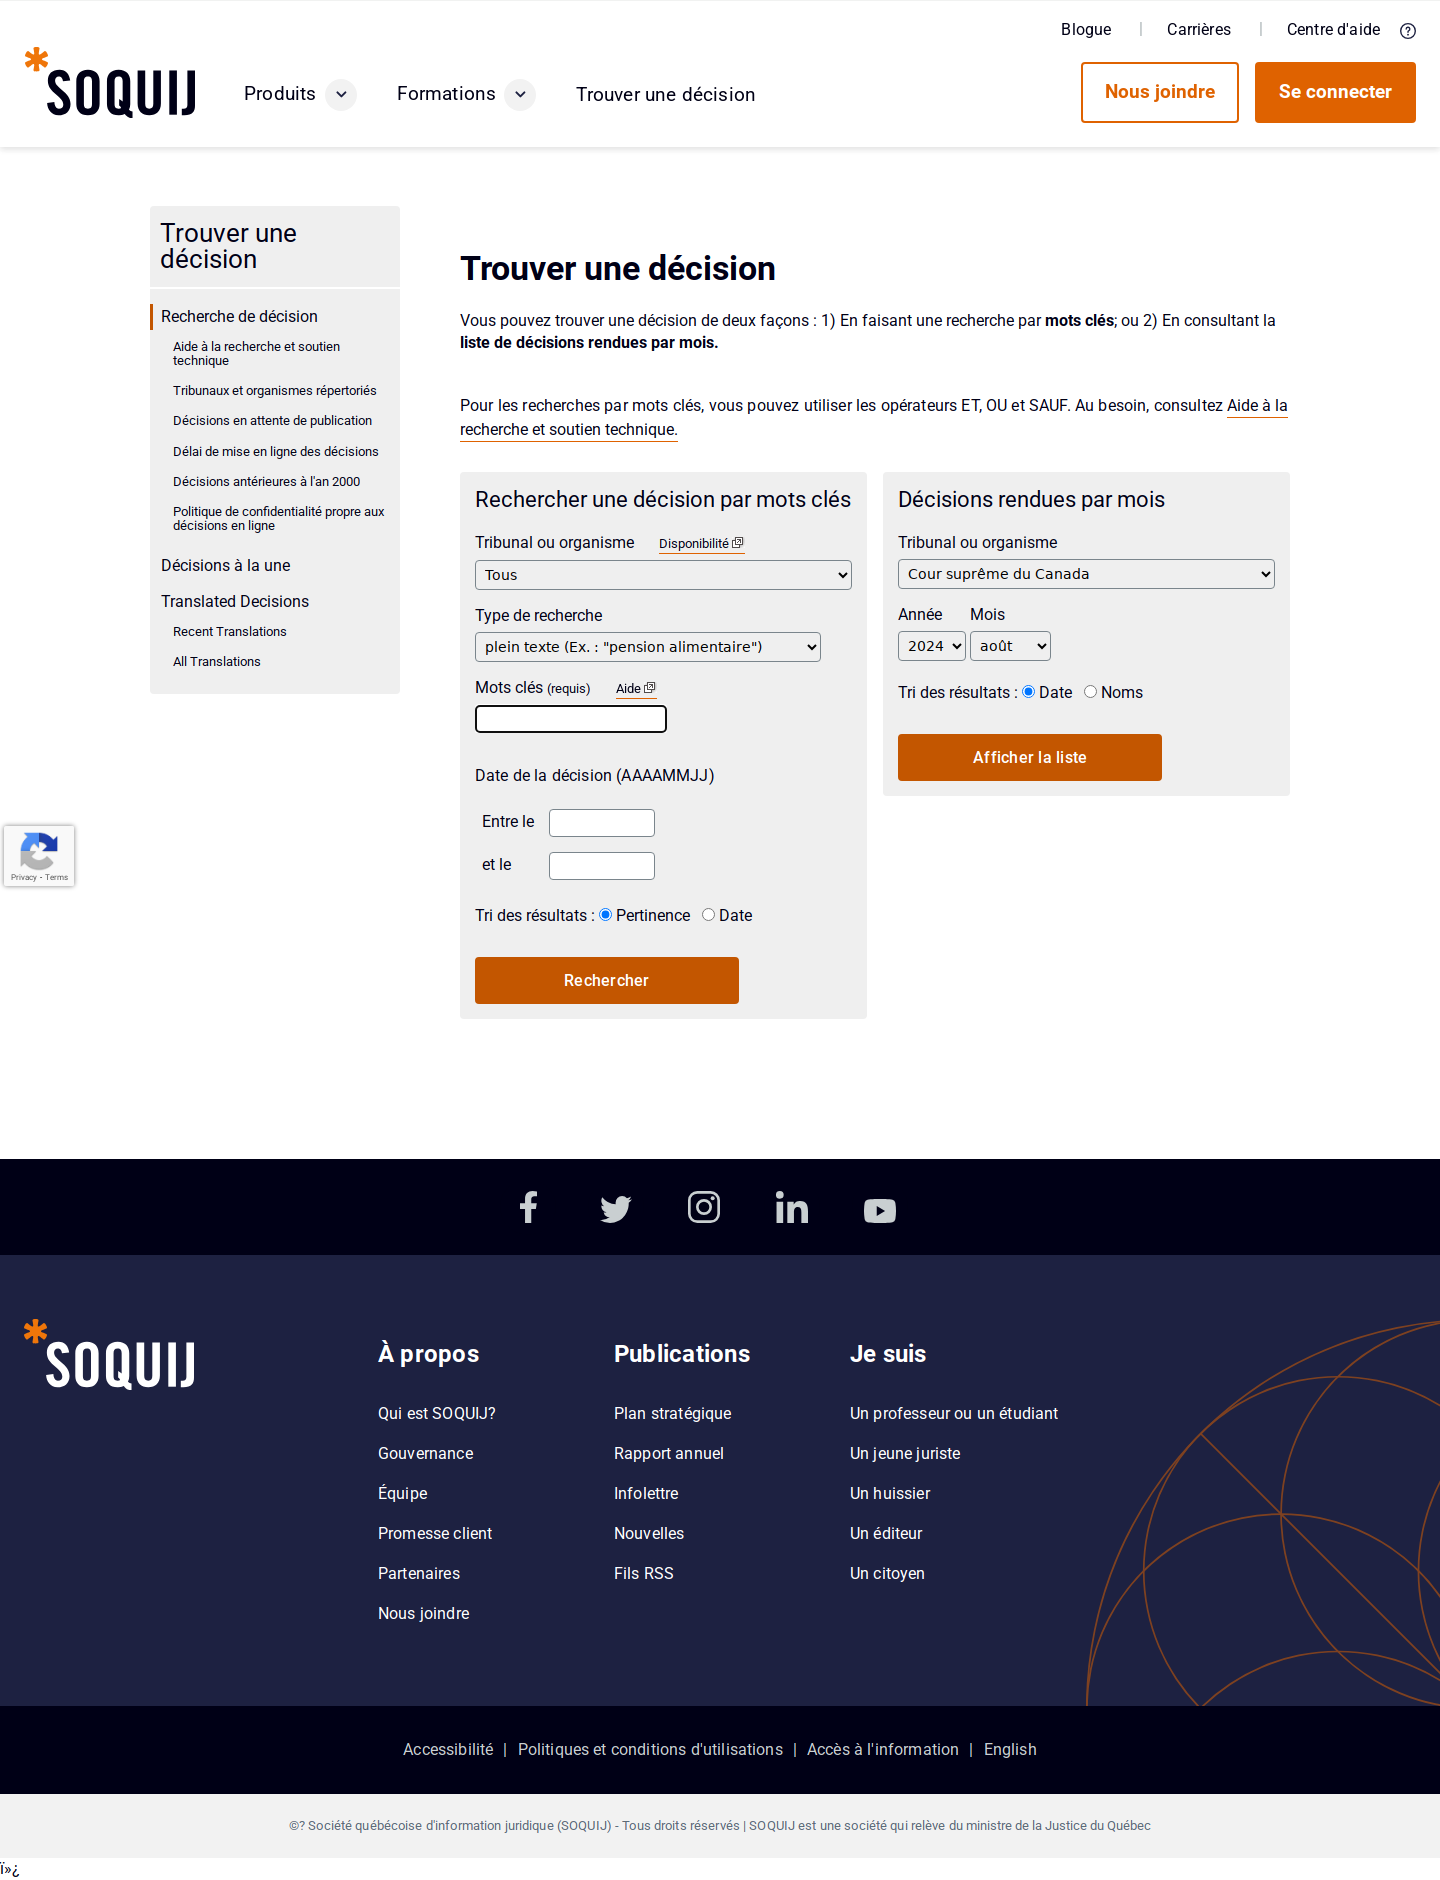 Blogue | Carrières | Centre d'aide
SOQUIJ
Produits
Formations
Trouver une décision
Nous joindre
Se connecter
Trouver une
décision
Recherche de décision
Aide à la recherche et soutien
technique
Tribunaux et organismes répertoriés
Décisions en attente de publication
Délai de mise en ligne des décisions
Décisions antérieures à l'an 2000
Politique de confidentialité propre aux
décisions en ligne
Décisions à la une
Translated Decisions
Recent Translations
All Translations
Trouver une décision
Vous pouvez trouver une décision de deux façons : 1) En faisant une recherche par mots clés; ou 2) En consultant la
liste de décisions rendues par mois.
Pour les recherches par mots clés, vous pouvez utiliser les opérateurs ET, OU et SAUF. Au besoin, consultez Aide à la
recherche et soutien technique.
Rechercher une décision par mots clés
Tribunal ou organisme Disponibilité
Tous
Type de recherche
plein texte (Ex. : "pension alimentaire")
Mots clés (requis) Aide
Date de la décision (AAAAMMJJ)
Entre le
et le
Tri des résultats : Pertinence Date
Rechercher
Décisions rendues par mois
Tribunal ou organisme
Cour suprême du Canada
Année Mois
2024 août
Tri des résultats : Date Noms
Afficher la liste
Privacy - Terms
SOQUIJ
À propos
Qui est SOQUIJ?
Gouvernance
Équipe
Promesse client
Partenaires
Nous joindre
Publications
Plan stratégique
Rapport annuel
Infolettre
Nouvelles
Fils RSS
Je suis
Un professeur ou un étudiant
Un jeune juriste
Un huissier
Un éditeur
Un citoyen
Accessibilité | Politiques et conditions d'utilisations | Accès à l'information | English
©? Société québécoise d'information juridique (SOQUIJ) - Tous droits réservés | SOQUIJ est une société qui relève du ministre de la Justice du Québec
ï»¿